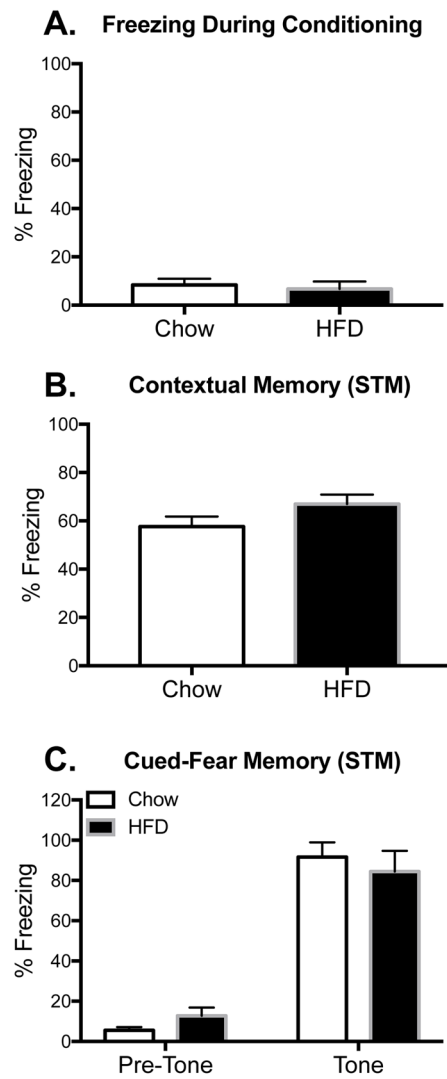 A. Freezing During Conditioning
% Freezing
100
80
60
40
20
0
Chow HFD
B. Contextual Memory (STM)
% Freezing
100
80
60
40
20
0
Chow HFD
C. Cued-Fear Memory (STM)
% Freezing
120
100
80
60
40
20
0
Chow
HFD
Pre-Tone Tone